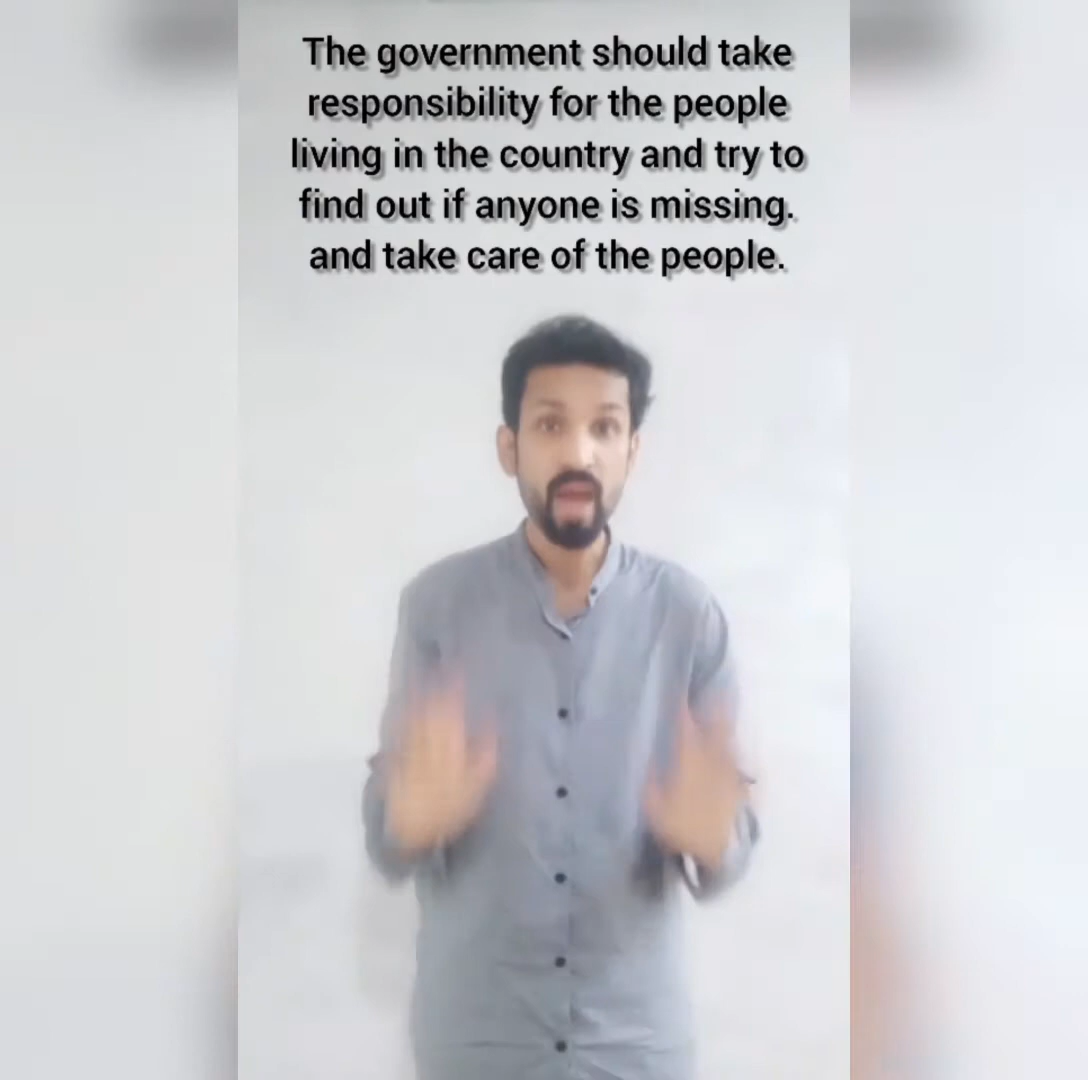 The government should take
responsibility for the people
living in the country and try to
find out if anyone is missing.
and take care of the people.